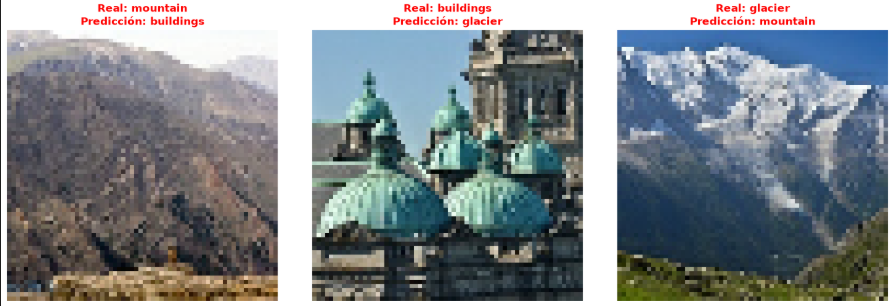 Real: mountain
Predicción: buildings
Real: buildings
Predicción: glacier
Real: glacier
Predicción: mountain